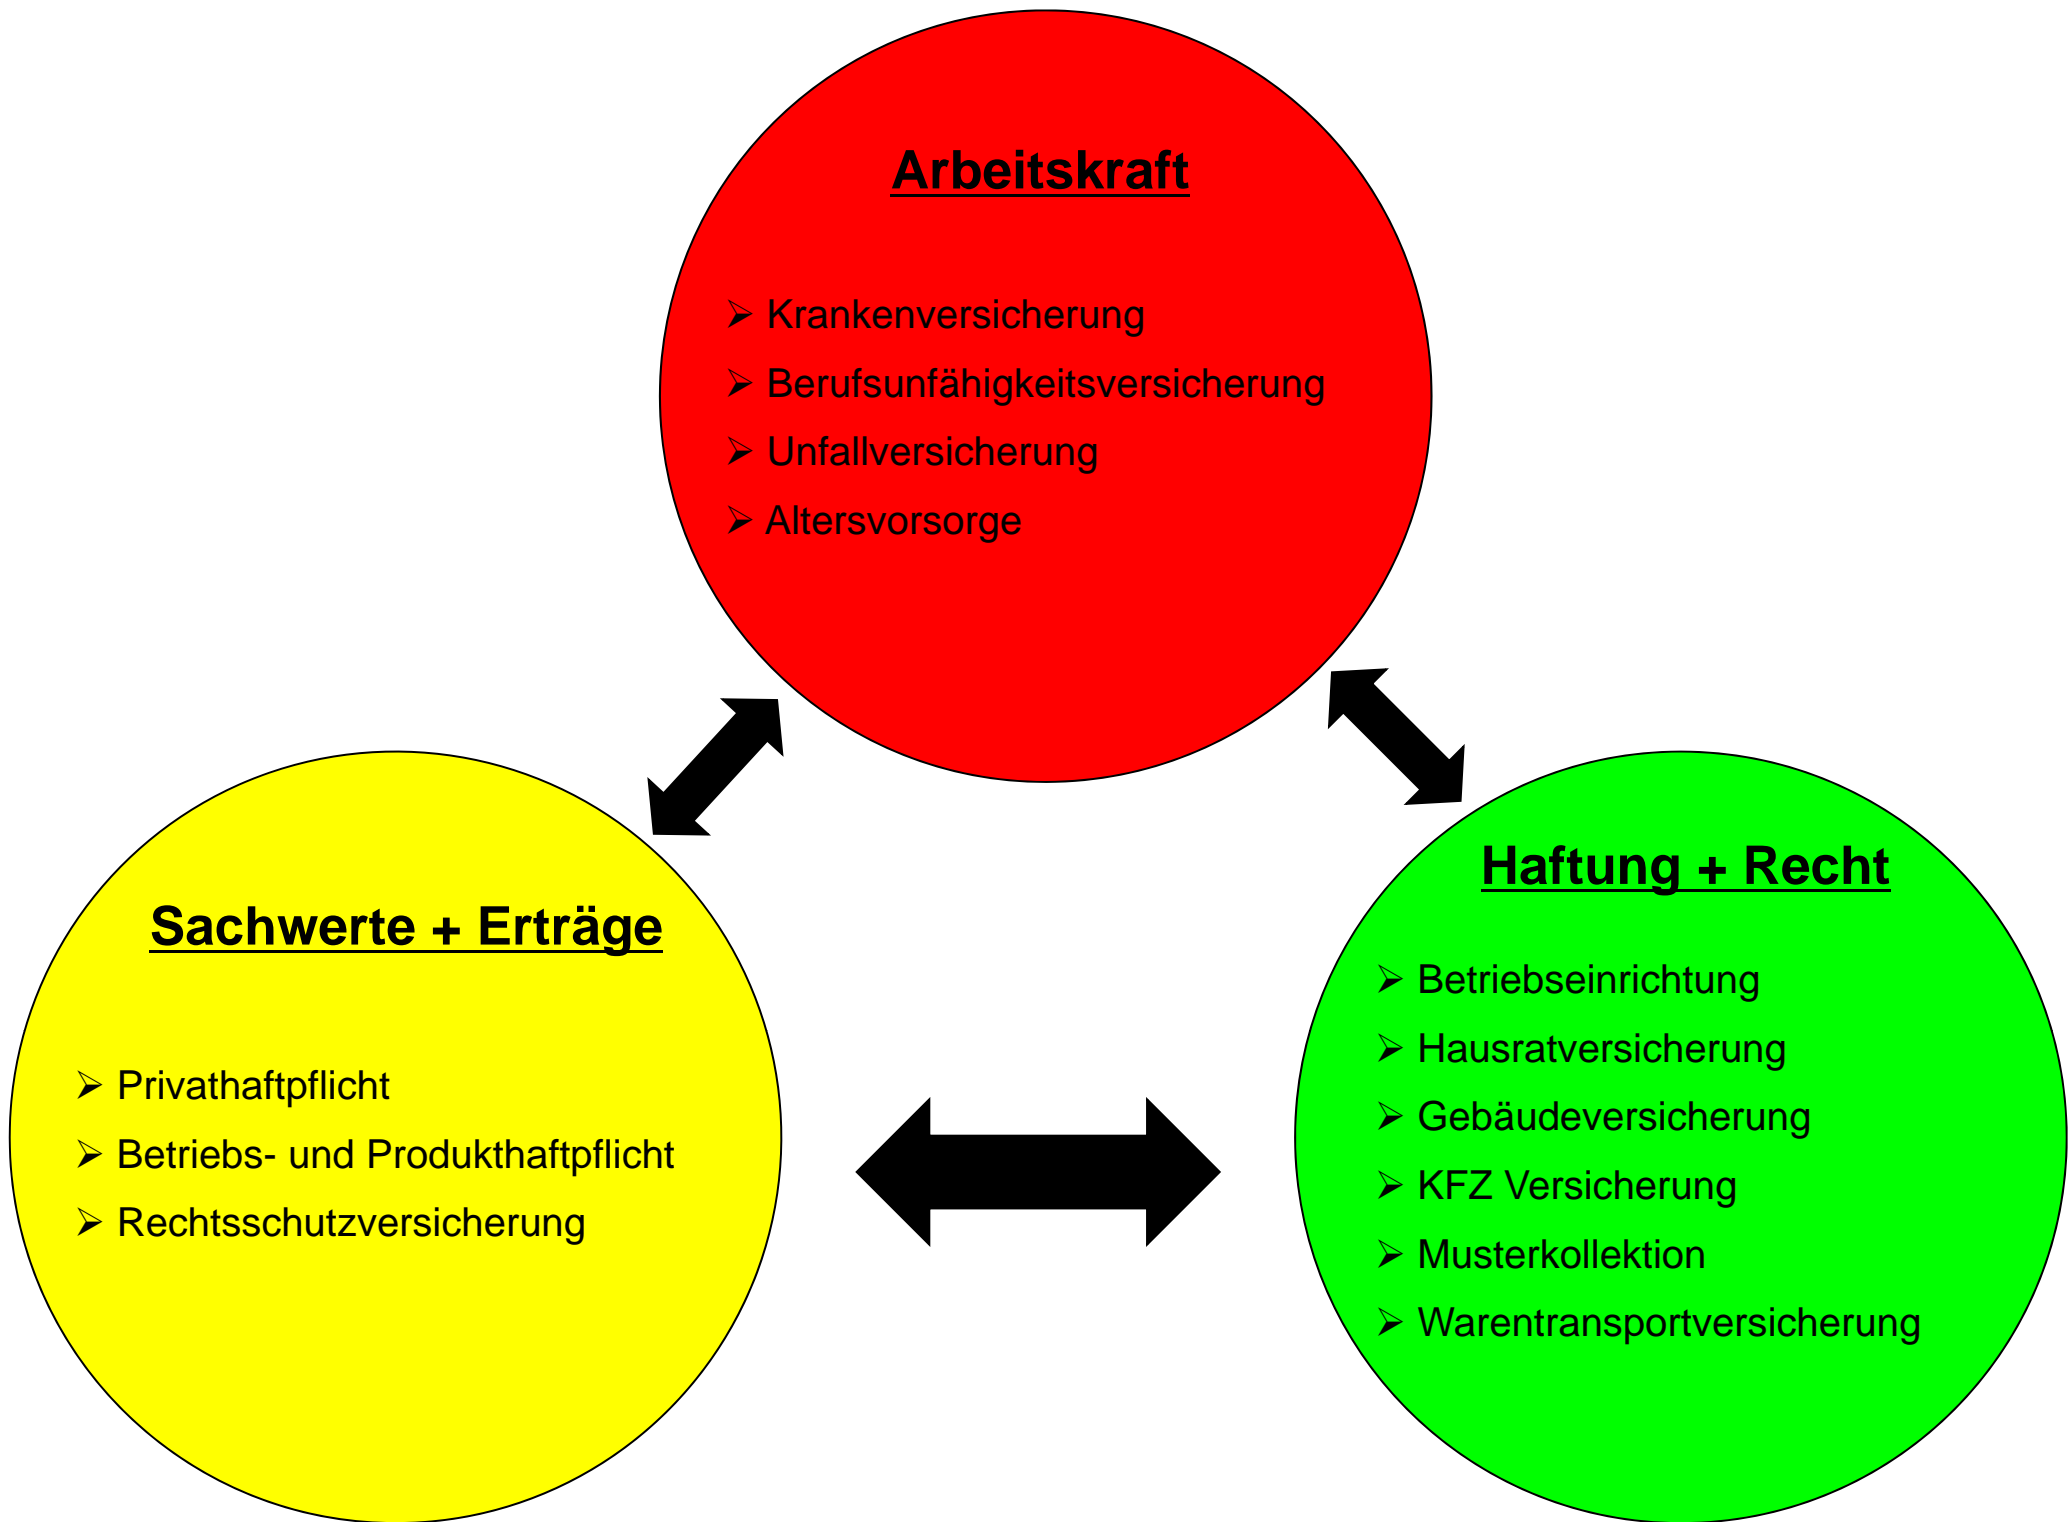 Arbeitskraft
Krankenversicherung
Berufsunfähigkeitsversicherung
Unfallversicherung
Altersvorsorge
Sachwerte + Erträge
Privathaftpflicht
Betriebs- und Produkthaftpflicht
Rechtsschutzversicherung
Haftung + Recht
Betriebseinrichtung
Hausratversicherung
Gebäudeversicherung
KFZ Versicherung
Musterkollektion
Warentransportversicherung